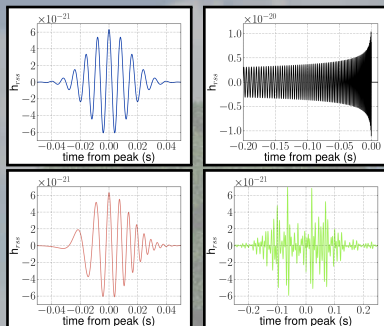 ×10⁻²¹
6
4
2
0
−2
−4
−6
h_rss
−0.04 −0.02 0.00 0.02 0.04
time from peak (s)
×10⁻²⁰
1.0
0.5
0.0
−0.5
−1.0
h_rss
−0.20 −0.15 −0.10 −0.05 0.00
time from peak (s)
×10⁻²¹
6
4
2
0
−2
−4
−6
h_rss
−0.04 −0.02 0.00 0.02 0.04
time from peak (s)
×10⁻²¹
6
4
2
0
−2
−4
−6
h_rss
−0.2 −0.1 0.0 0.1 0.2
time from peak (s)